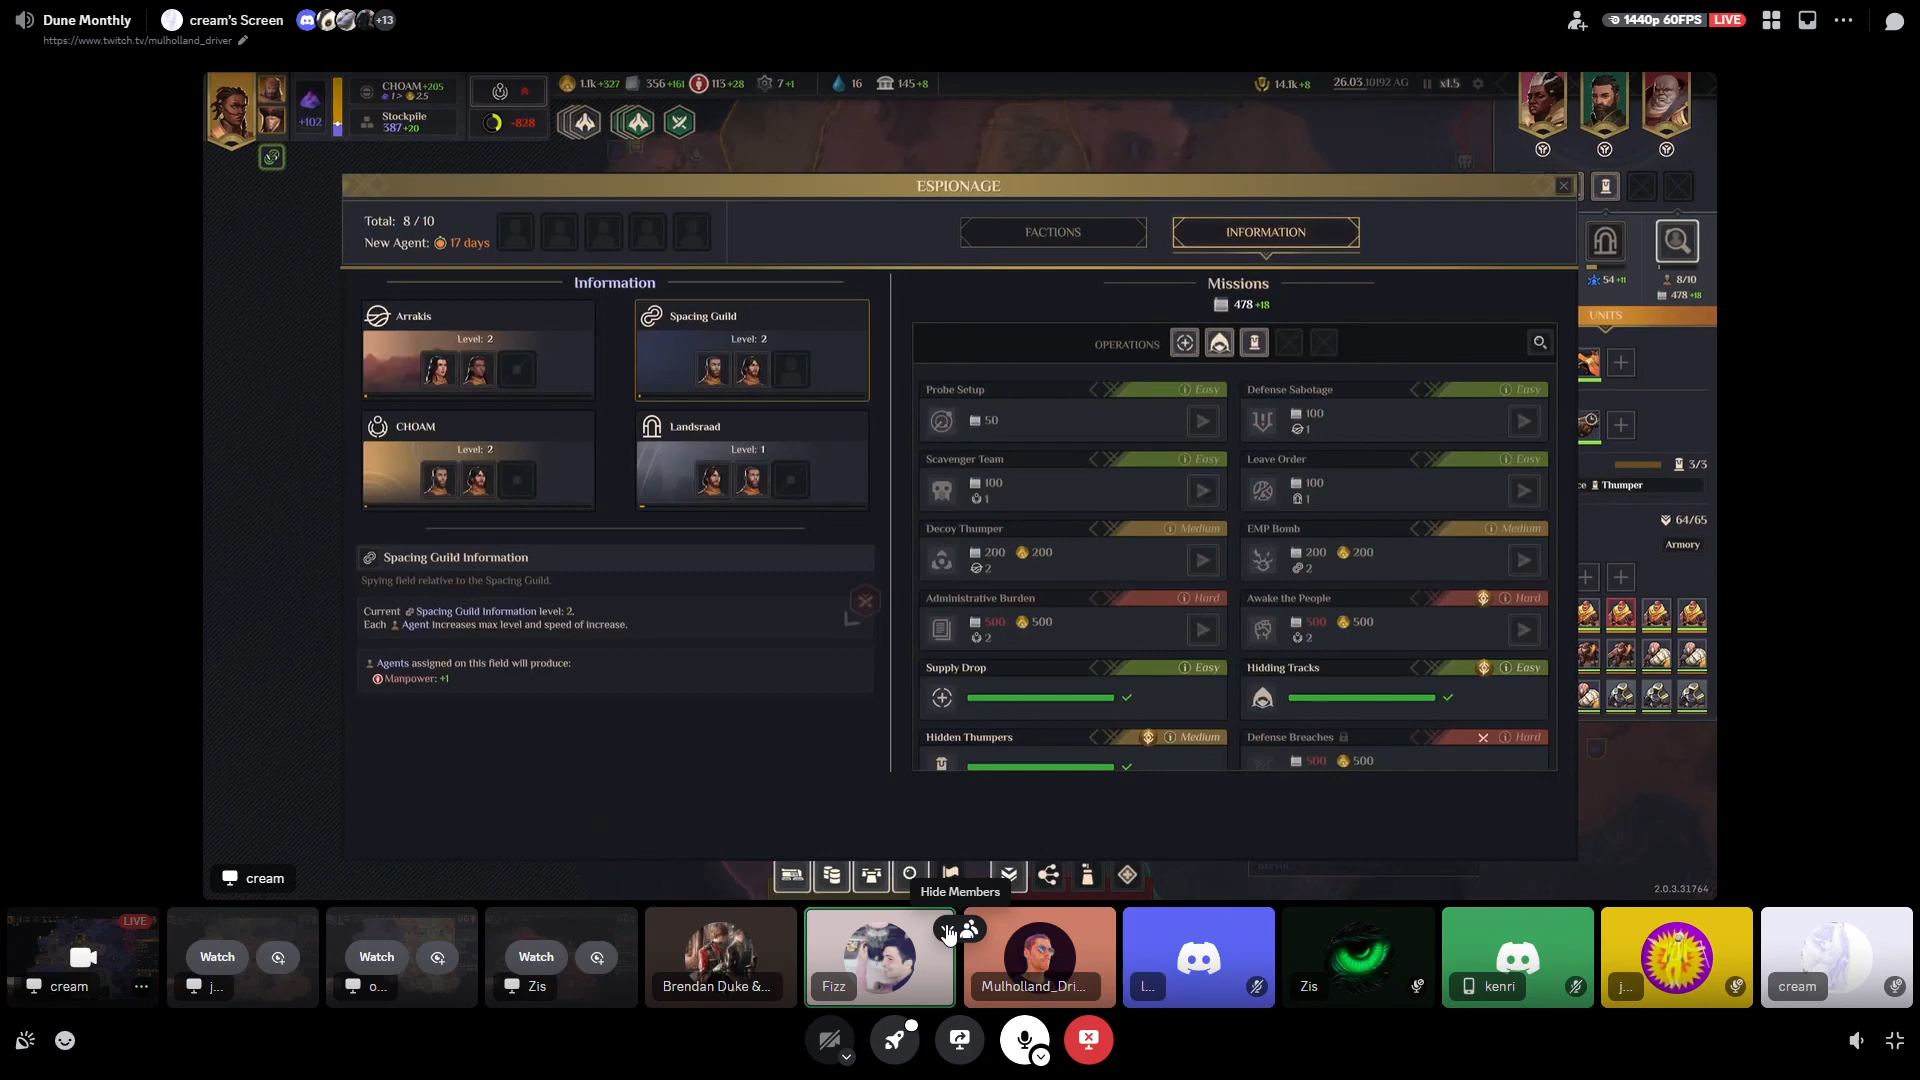 Dune Monthly
cream's Screen
+13
https://www.twitch.tv/mulholland_driver
1440p 60FPS
LIVE
+102
CHOAM+205
1 > 2.5
Stockpile
387+20
-828
1.1k+327
356+161
113+28
7+1
16
145+8
14.1k+8
26.03.10192 AG
x1.5
ESPIONAGE
Total: 8 / 10
New Agent: 17 days
FACTIONS
INFORMATION
54+11
8/10
478+18
Information
Arrakis
Level: 2
Spacing Guild
Level: 2
CHOAM
Level: 2
Landsraad
Level: 1
Spacing Guild Information
Spying field relative to the Spacing Guild.
Current Spacing Guild Information level: 2.
Each Agent increases max level and speed of increase.
Agents assigned on this field will produce:
Manpower: +1
Missions
478 +18
OPERATIONS
Probe Setup
Easy
50
Defense Sabotage
Easy
100
1
Scavenger Team
Easy
100
1
Leave Order
Easy
100
1
Decoy Thumper
Medium
200 200
2
EMP Bomb
Medium
200 200
2
Administrative Burden
Hard
500 500
2
Awake the People
Hard
500 500
2
Supply Drop
Easy
Hidding Tracks
Easy
Hidden Thumpers
Medium
Defense Breaches
Hard
500 500
UNITS
3/3
ce Thumper
64/65
Armory
2.0.3.31764
cream
Hide Members
LIVE
cream
Watch
j...
Watch
o...
Watch
Zis
Brendan Duke &...
Fizz
Mulholland_Dri...
l...
Zis
kenri
j...
cream